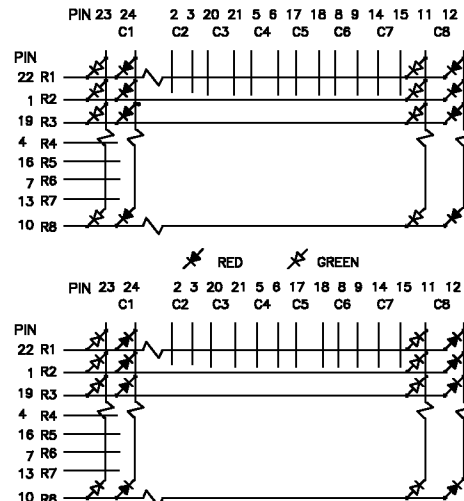 PIN 23 24 2 3 20 21 5 6 17 18 8 9 14 15 11 12
C1 C2 C3 C4 C5 C6 C7 C8
PIN
22 R1
1 R2
19 R3
4 R4
16 R5
7 R6
13 R7
10 R8
RED GREEN
PIN 23 24 2 3 20 21 5 6 17 18 8 9 14 15 11 12
C1 C2 C3 C4 C5 C6 C7 C8
PIN
22 R1
1 R2
19 R3
4 R4
16 R5
7 R6
13 R7
10 R8